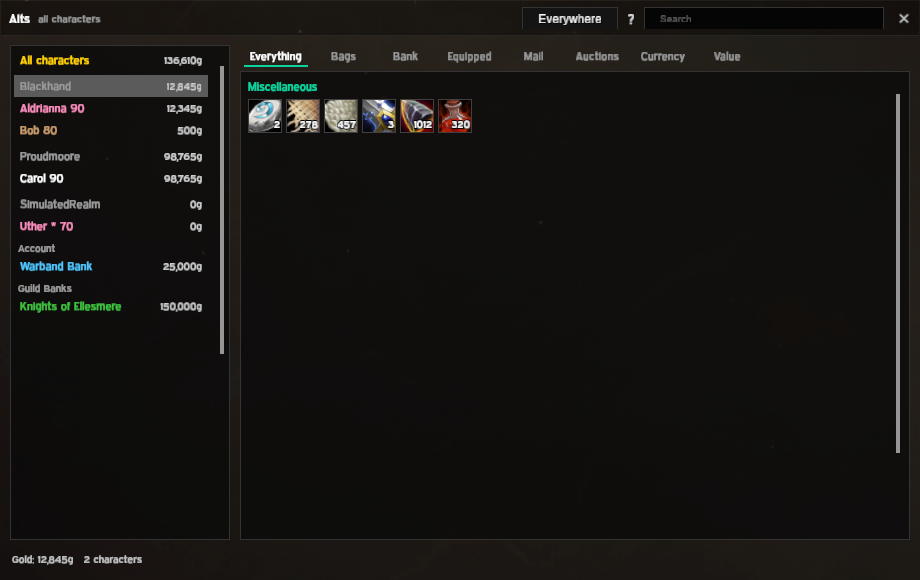 Alts all characters Everywhere ? Search ×
All characters 136,610g
Blackhand 12,845g
Aldrianna 90 12,345g
Bob 80 500g
Proudmoore 98,765g
Carol 90 98,765g
SimulatedRealm 0g
Uther * 70 0g
Account
Warband Bank 25,000g
Guild Banks
Knights of Ellesmere 150,000g
Everything Bags Bank Equipped Mail Auctions Currency Value
Miscellaneous
2 278 457 3 1012 320
Gold: 12,845g 2 characters